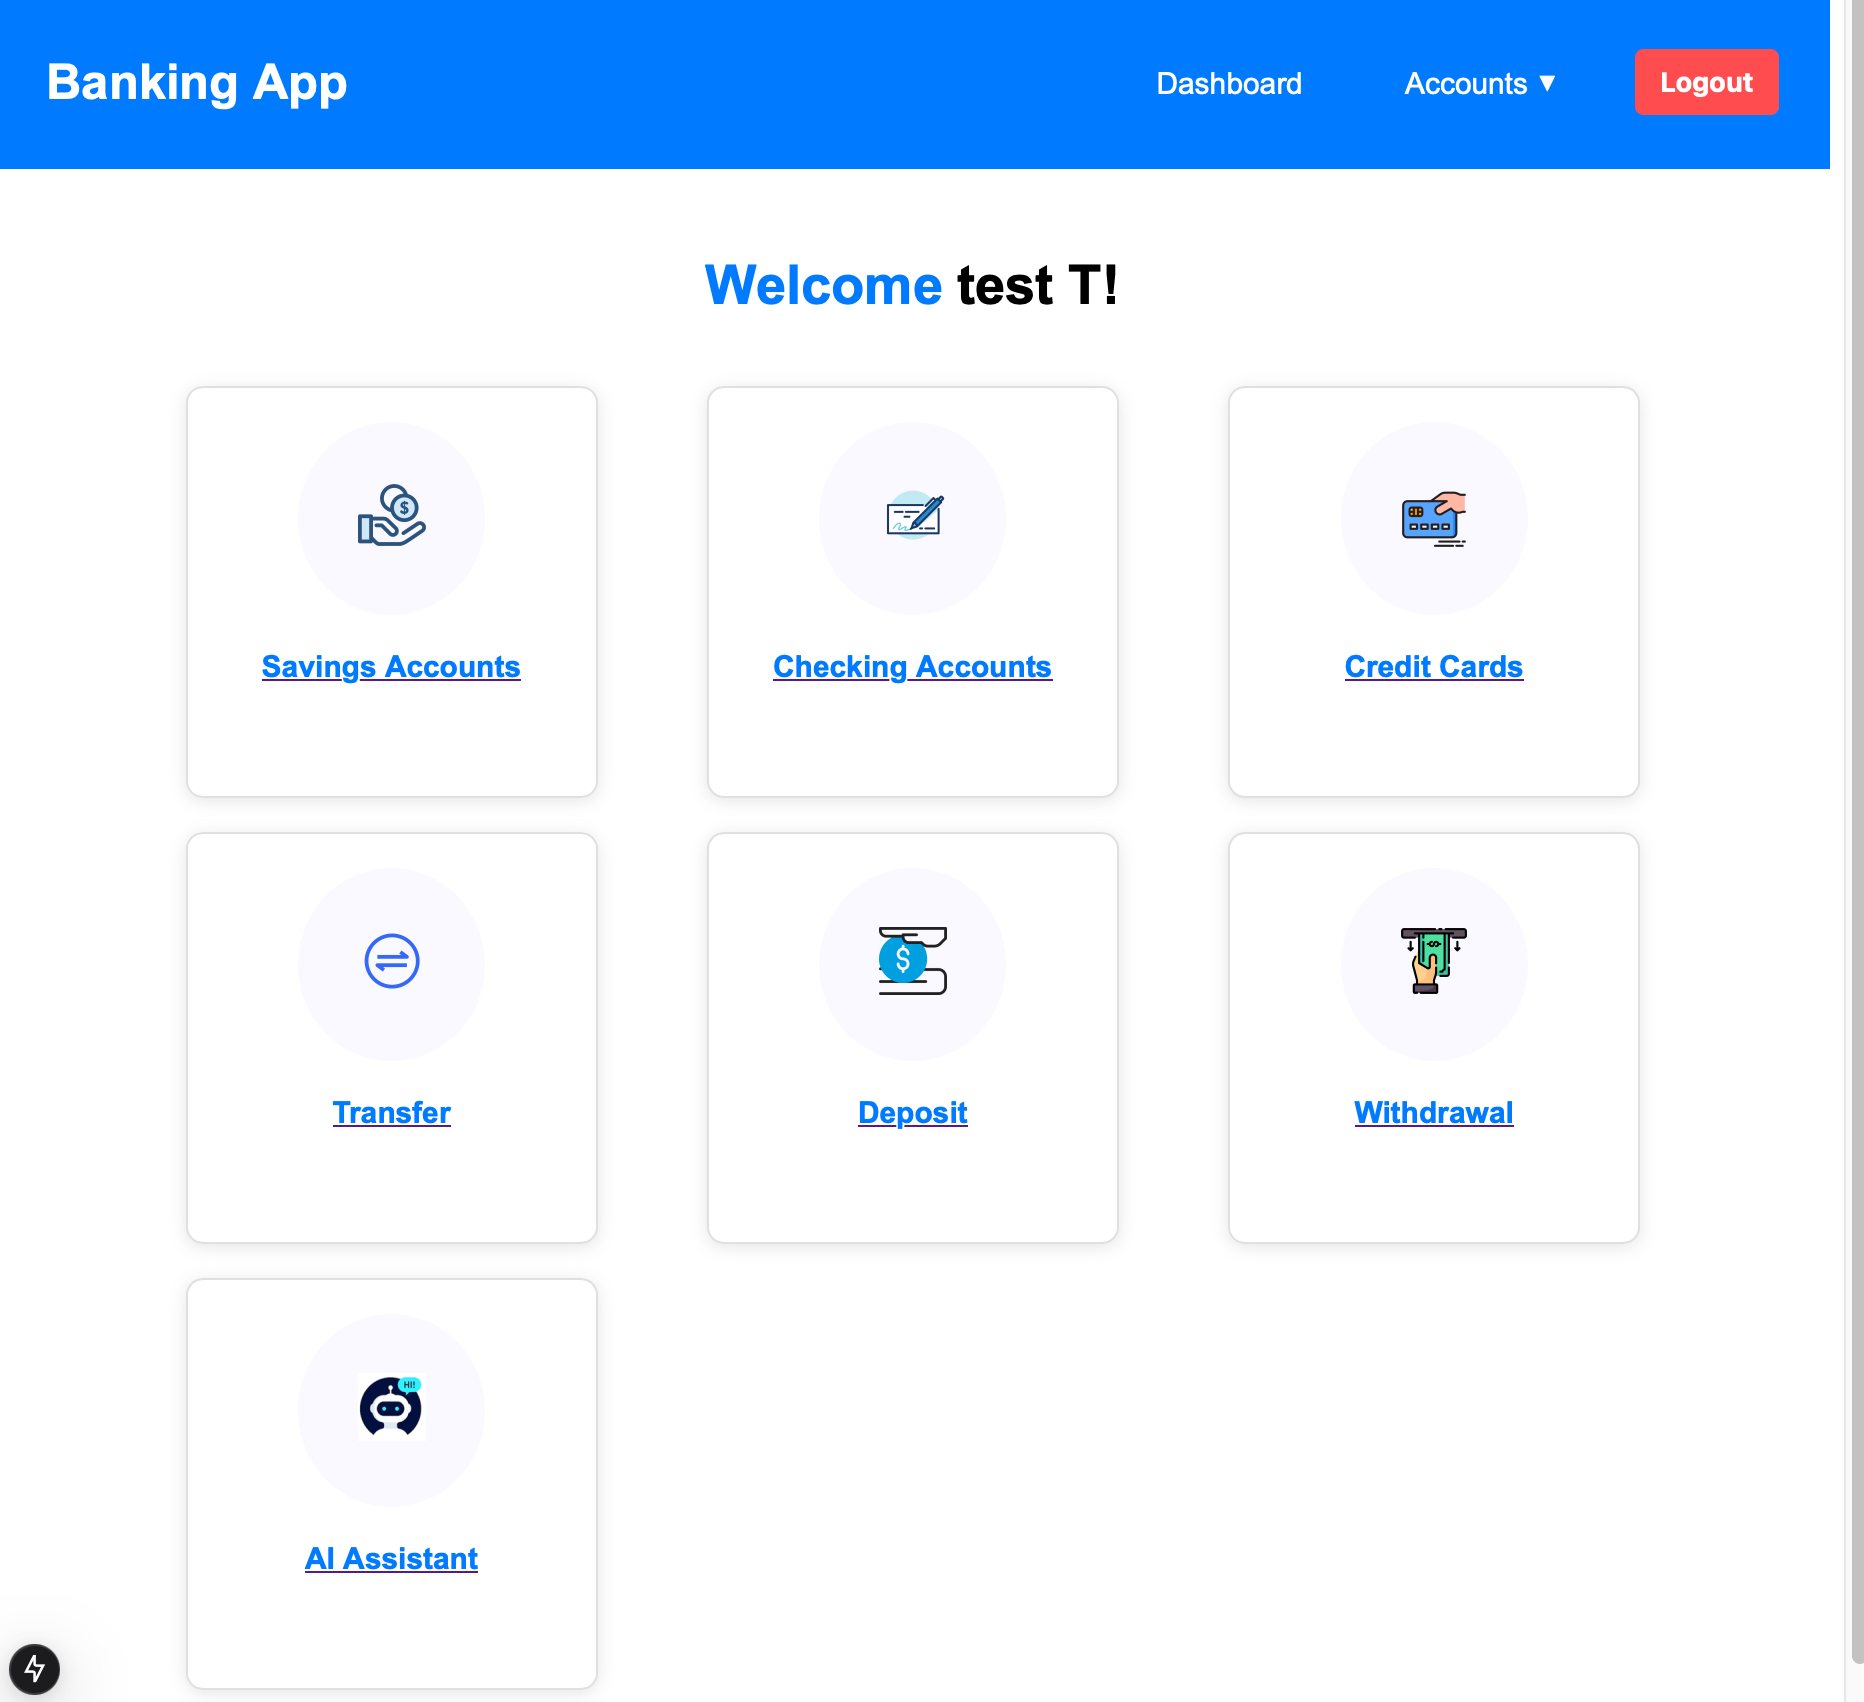 Banking App
Dashboard
Accounts ▼
Logout
Welcome test T!
$
Savings Accounts
Checking Accounts
Credit Cards
Transfer
$
Deposit
$
Withdrawal
HI!
AI Assistant